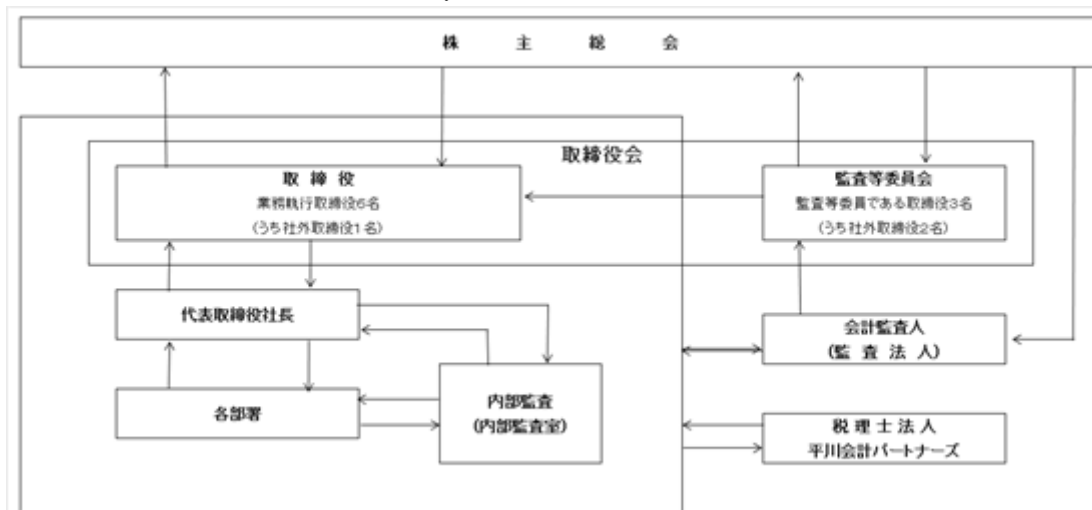 株主総会
取締役会
取締役
業務執行取締役6名
(うち社外取締役1名)
監査等委員会
監査等委員である取締役3名
(うち社外取締役2名)
代表取締役社長
会計監査人
(監査法人)
各部署
内部監査
(内部監査室)
税理士法人
平川会計パートナーズ